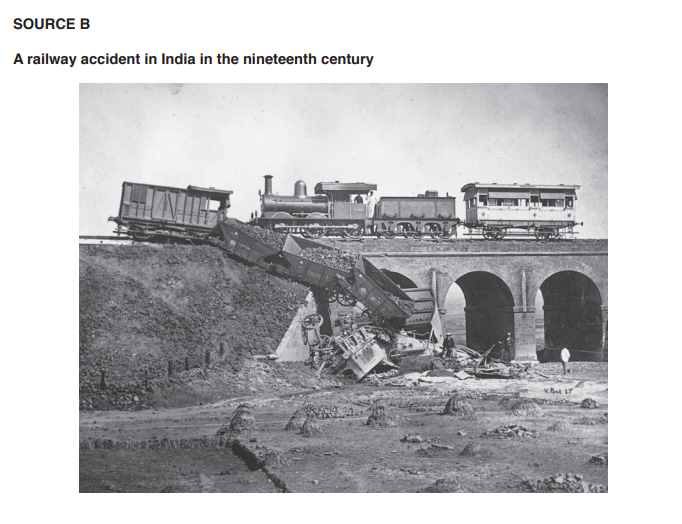 SOURCE B
A railway accident in India in the nineteenth century